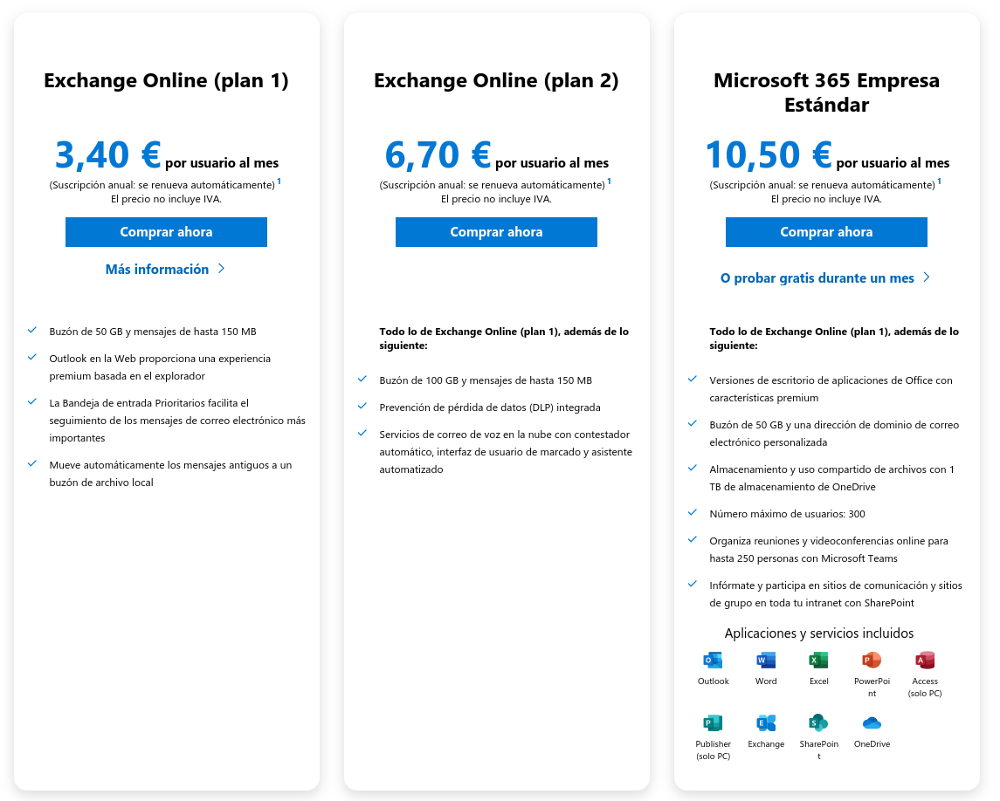 Exchange Online (plan 1)
3,40 € por usuario al mes
(Suscripción anual: se renueva automáticamente) 1
El precio no incluye IVA.
Comprar ahora
Más información
Buzón de 50 GB y mensajes de hasta 150 MB
Outlook en la Web proporciona una experiencia
premium basada en el explorador
La Bandeja de entrada Prioritarios facilita el
seguimiento de los mensajes de correo electrónico más
importantes
Mueve automáticamente los mensajes antiguos a un
buzón de archivo local
Exchange Online (plan 2)
6,70 € por usuario al mes
(Suscripción anual: se renueva automáticamente) 1
El precio no incluye IVA.
Comprar ahora
Todo lo de Exchange Online (plan 1), además de lo
siguiente:
Buzón de 100 GB y mensajes de hasta 150 MB
Prevención de pérdida de datos (DLP) integrada
Servicios de correo de voz en la nube con contestador
automático, interfaz de usuario de marcado y asistente
automatizado
Microsoft 365 Empresa
Estándar
10,50 € por usuario al mes
(Suscripción anual: se renueva automáticamente) 1
El precio no incluye IVA.
Comprar ahora
O probar gratis durante un mes
Todo lo de Exchange Online (plan 1), además de lo
siguiente:
Versiones de escritorio de aplicaciones de Office con
características premium
Buzón de 50 GB y una dirección de dominio de correo
electrónico personalizada
Almacenamiento y uso compartido de archivos con 1
TB de almacenamiento de OneDrive
Número máximo de usuarios: 300
Organiza reuniones y videoconferencias online para
hasta 250 personas con Microsoft Teams
Infórmate y participa en sitios de comunicación y sitios
de grupo en toda tu intranet con SharePoint
Aplicaciones y servicios incluidos
O W X P A
Outlook Word Excel PowerPoi Access
nt (solo PC)
P E S
Publisher Exchange SharePoin OneDrive
(solo PC) t